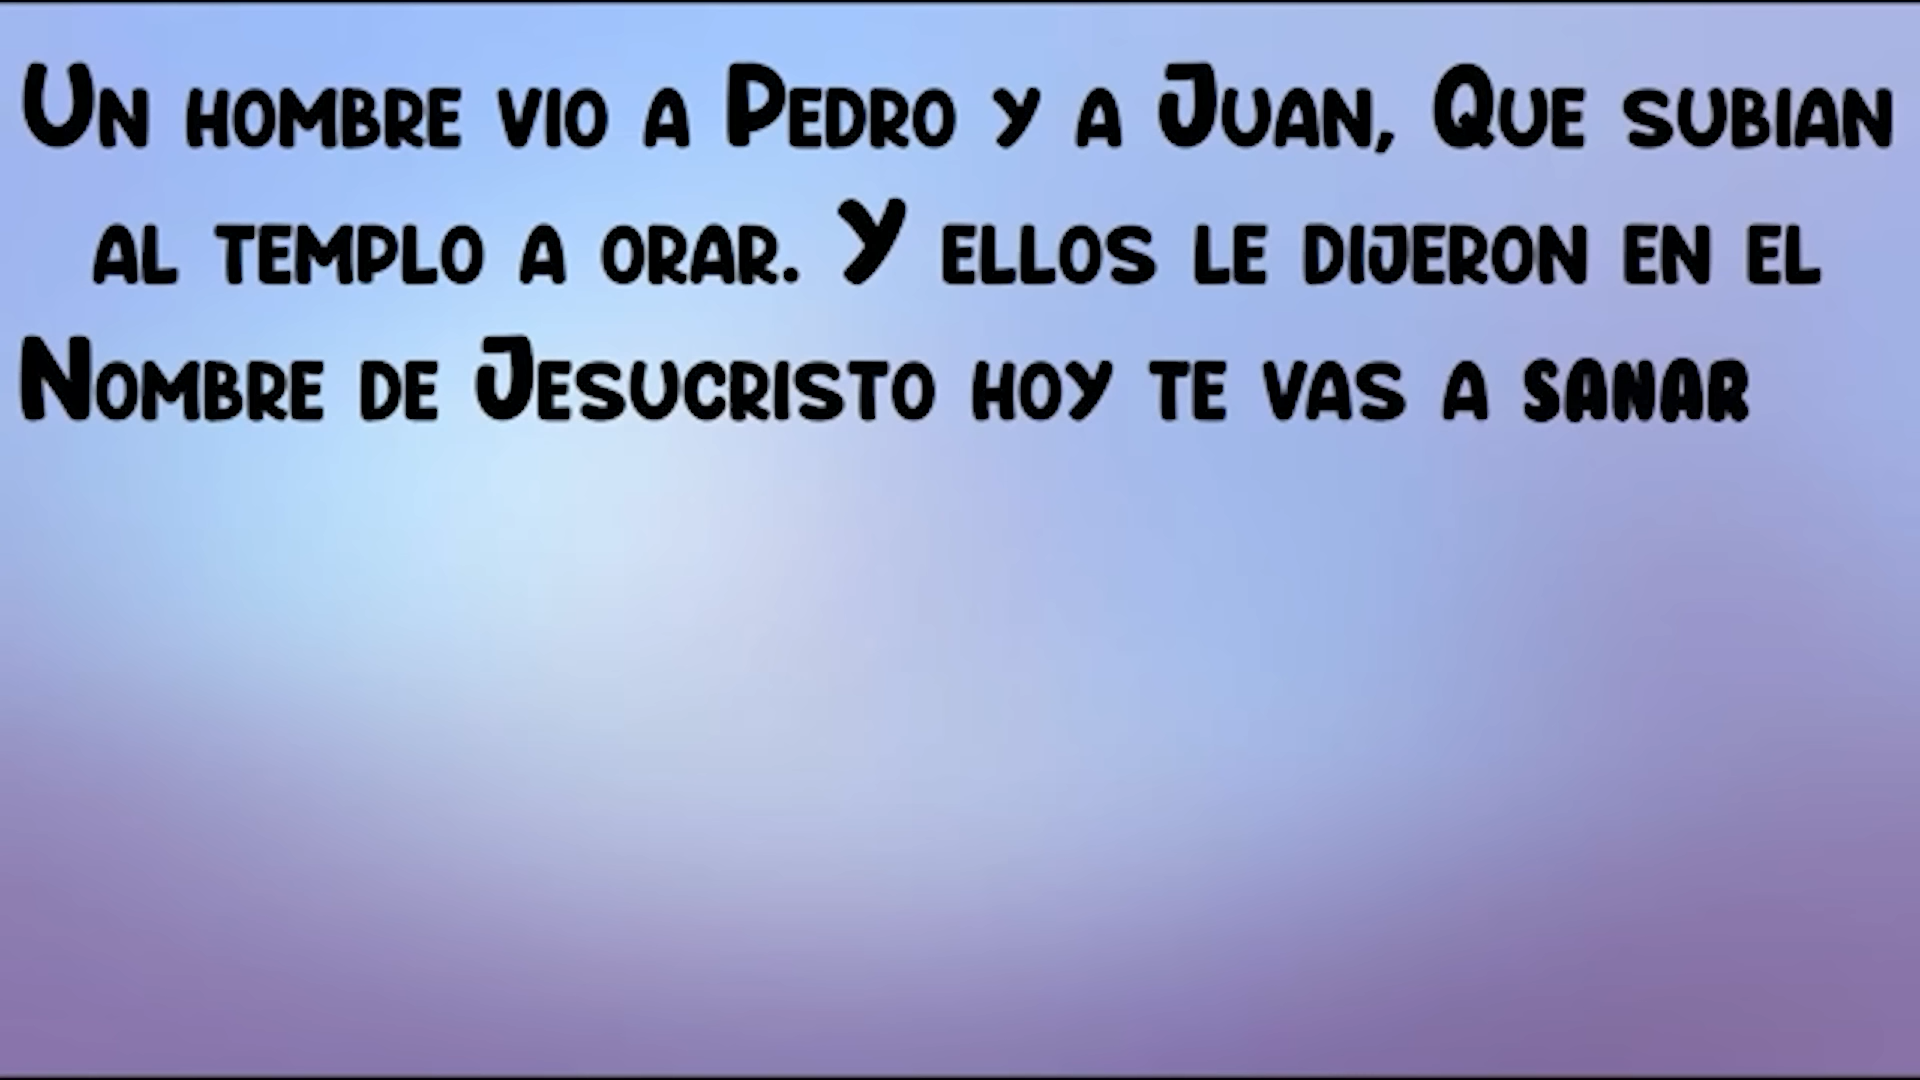 Un hombre vio a Pedro y a Juan, Que subian
al templo a orar. Y ellos le dijeron en el
Nombre de Jesucristo hoy te vas a sanar